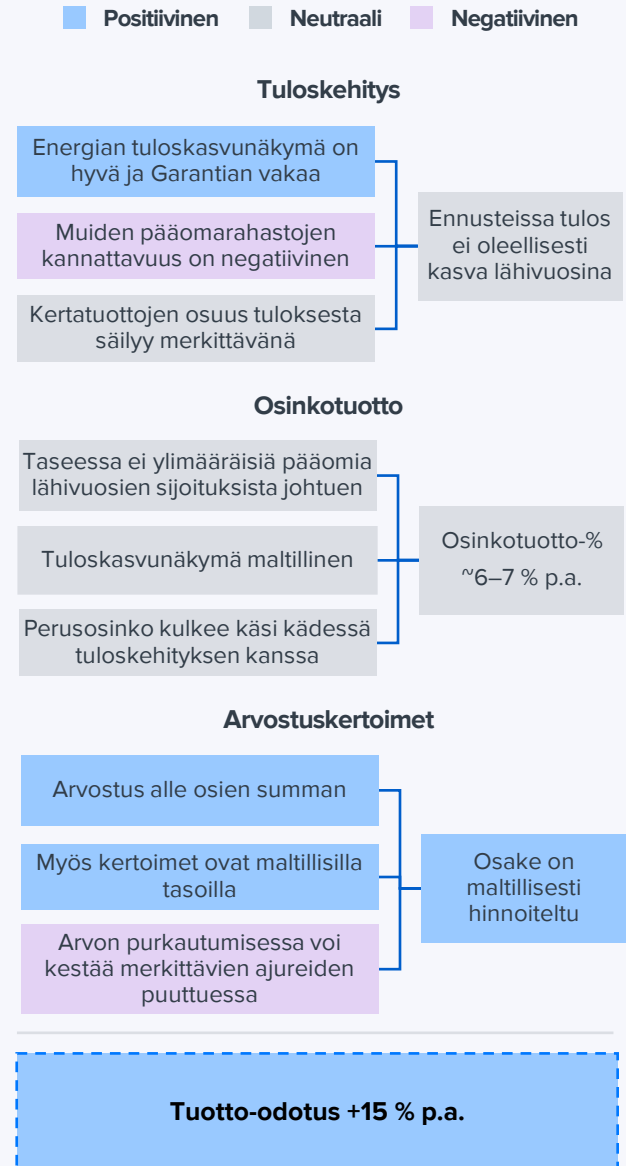 Positiivinen Neutraali Negatiivinen
Tuloskehitys
Energian tuloskasvunäkymä on
hyvä ja Garantian vakaa
Muiden pääomarahastojen
kannattavuus on negatiivinen
Kertatuottojen osuus tuloksesta
säilyy merkittävänä
Ennusteissa tulos
ei oleellisesti
kasva lähivuosina
Osinkotuotto
Taseessa ei ylimääräisiä pääomia
lähivuosien sijoituksista johtuen
Tuloskasvunäkymä maltillinen
Perusosinko kulkee käsi kädessä
tuloskehityksen kanssa
Osinkotuotto-%
~6–7 % p.a.
Arvostuskertoimet
Arvostus alle osien summan
Myös kertoimet ovat maltillisilla
tasoilla
Arvon purkautumisessa voi
kestää merkittävien ajureiden
puuttuessa
Osake on
maltillisesti
hinnoiteltu
Tuotto-odotus +15 % p.a.